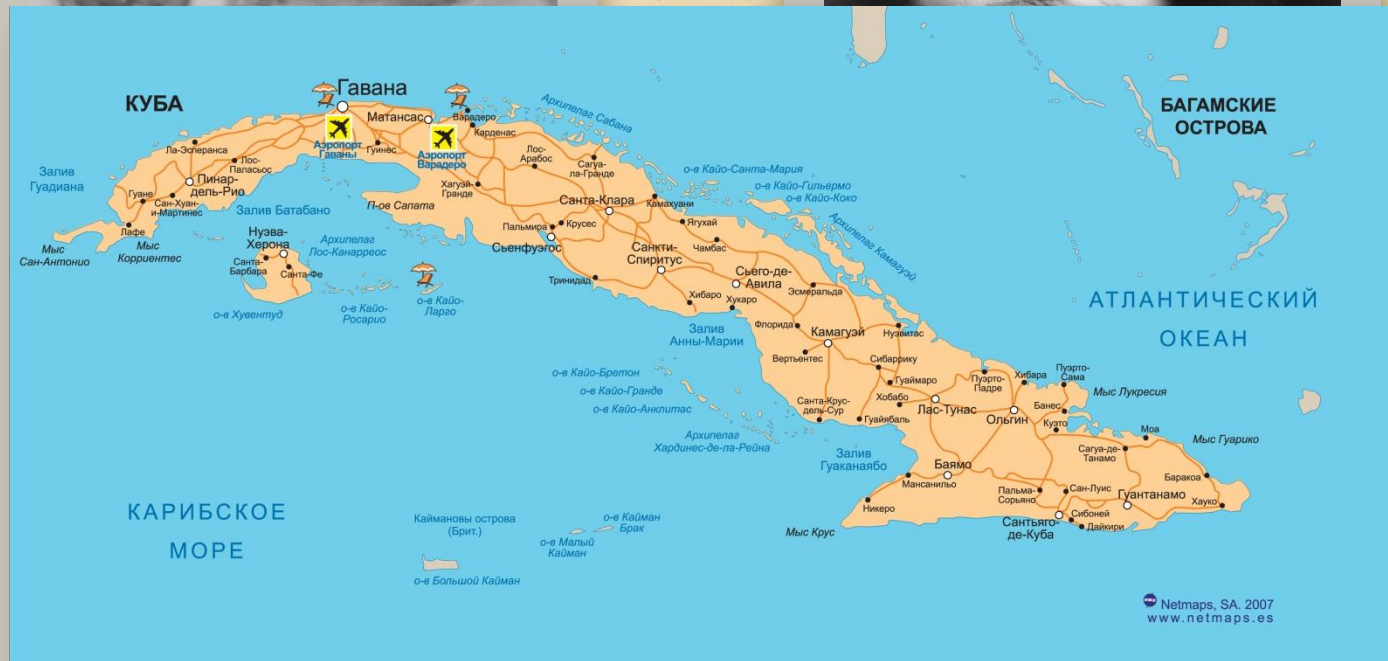 КУБА
Гавана
Матансас
Варадеро
Карденас
Архипелаг Сабана
БАГАМСКИЕ
ОСТРОВА
Аэропорт
Гаваны
Гуинес
Аэропорт
Варадеро
Ла-Эсперанса
Лос-
Паласьос
Залив
Гуадиана
Пинар-
дель-Рио
Гуане
Сан-Хуан-
и-Мартинес
Лафе
Мыс
Сан-Антонио
Мыс
Корриентес
Залив Батабано
Нуэва-
Херона
Санта-
Барбара
Санта-Фе
о-в Хувентуд
Архипелаг
Лос-Канарреос
о-в Кайо-
Росарио
о-в Кайо-
Ларго
П-ов Сапата
Хагуэй-
Гранде
Лос-
Арабос
Сагуа-
ла-Гранде
о-в Кайо-Санта-Мария
о-в Кайо-Гильермо
о-в Кайо-Коко
Санта-Клара
Камахуани
Пальмира
Крусес
Сьенфуэгос
Ягухай
Чамбас
Архипелаг Камагуэй
Санкти-
Спиритус
Тринидад
Сьего-де-
Авила
Эсмеральда
Хибаро
Хукаро
Залив
Анны-Марии
Флорида
Камагуэй
Нуэвитас
Вертьентес
Сибаррику
Гуаймаро
АТЛАНТИЧЕСКИЙ
ОКЕАН
о-в Кайо-Бретон
о-в Кайо-Гранде
о-в Кайо-Анклитас
Архипелаг
Хардинес-де-ла-Рейна
Санта-Крус-
дель-Сур
Хобабо
Гуайябаль
Лас-Тунас
Пуэрто-
Падре
Хибара
Пуэрто-
Сама
Мыс Лукресия
Ольгин
Банес
Куэто
Моа
Мыс Гуарико
Залив
Гуаканаябо
Баямо
Мансанильо
Никеро
Мыс Крус
Сагуа-де-
Танамо
Баракоа
Пальма-
Сорьяно
Сан-Луис
Гуантанамо
Хауко
Сантьяго-
де-Куба
Сибоней
Дайкири
КАРИБСКОЕ
МОРЕ
Каймановы острова
(Брит.)
о-в Кайман
Брак
о-в Малый
Кайман
о-в Большой Кайман
Netmaps, SA. 2007
www.netmaps.es